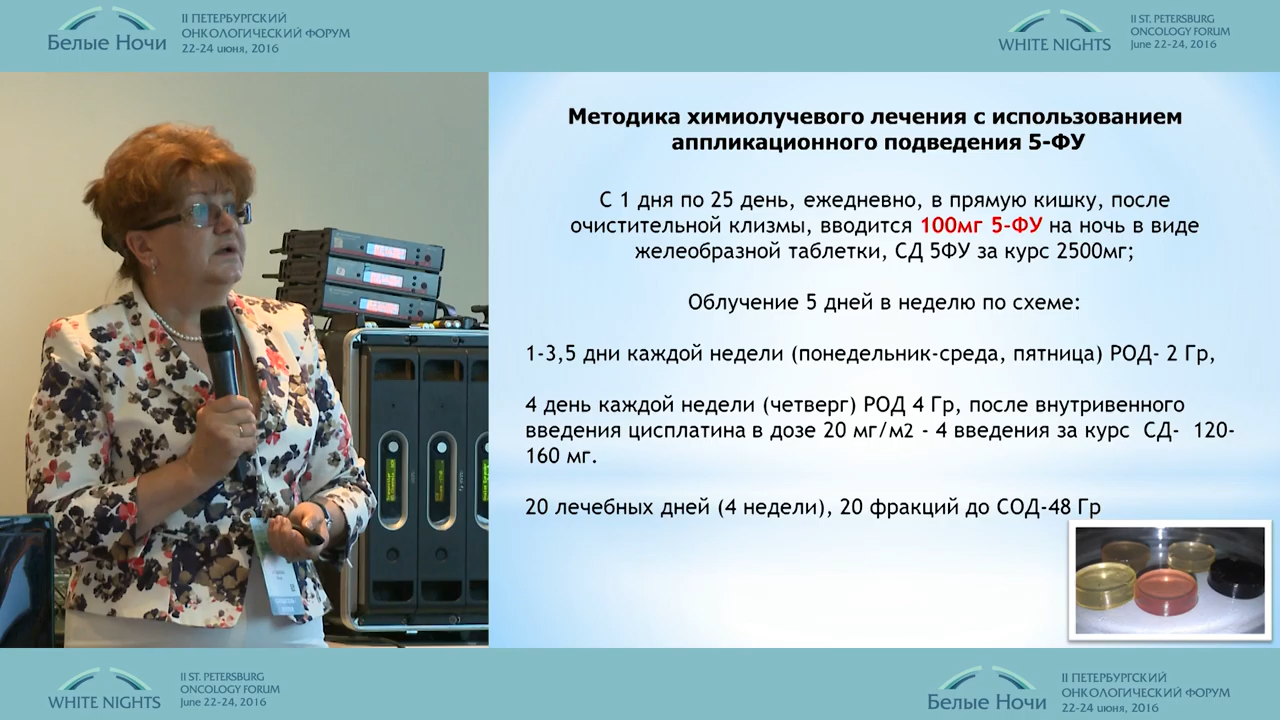 Белые Ночи
II ПЕТЕРБУРГСКИЙ
ОНКОЛОГИЧЕСКИЙ ФОРУМ
22-24 июня, 2016
WHITE NIGHTS
II ST. PETERSBURG
ONCOLOGY FORUM
June 22-24, 2016
Методика химиолучевого лечения с использованием
аппликационного подведения 5-ФУ
С 1 дня по 25 день, ежедневно, в прямую кишку, после
очистительной клизмы, вводится 100мг 5-ФУ на ночь в виде
желеобразной таблетки, СД 5ФУ за курс 2500мг;
Облучение 5 дней в неделю по схеме:
1-3,5 дни каждой недели (понедельник-среда, пятница) РОД- 2 Гр,
4 день каждой недели (четверг) РОД 4 Гр, после внутривенного
введения цисплатина в дозе 20 мг/м2 - 4 введения за курс СД- 120-
160 мг.
20 лечебных дней (4 недели), 20 фракций до СОД-48 Гр
WHITE NIGHTS
II ST. PETERSBURG
ONCOLOGY FORUM
June 22-24, 2016
Белые Ночи
II ПЕТЕРБУРГСКИЙ
ОНКОЛОГИЧЕСКИЙ ФОРУМ
22-24 июня, 2016